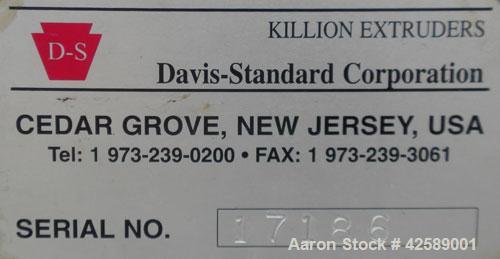 D-S
KILLION EXTRUDERS
Davis-Standard Corporation
CEDAR GROVE, NEW JERSEY, USA
Tel: 1 973-239-0200 • FAX: 1 973-239-3061
SERIAL NO. 17186
Aaron Stock # 42589001